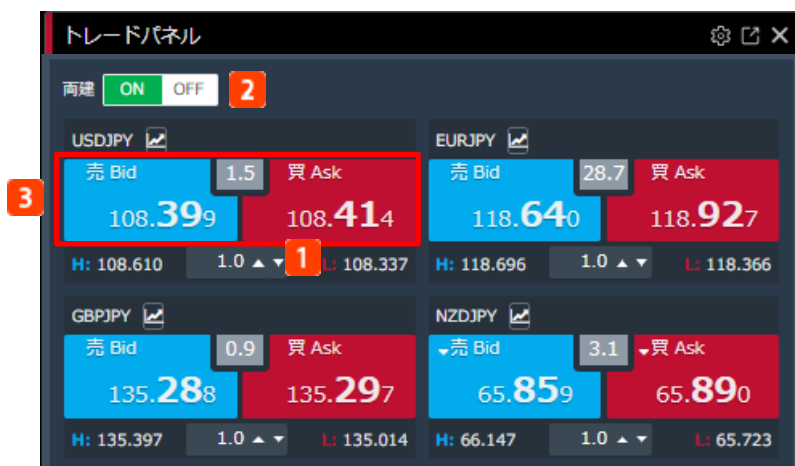 トレードパネル
両建 ON OFF 2
USDJPY
売 Bid 1.5 買 Ask
3
108.399 108.414
H: 108.610 1.0 1 L: 108.337
EURJPY
売 Bid 28.7 買 Ask
118.640 118.927
H: 118.696 1.0 L: 118.366
GBPJPY
売 Bid 0.9 買 Ask
135.288 135.297
H: 135.397 1.0 L: 135.014
NZDJPY
売 Bid 3.1 買 Ask
65.859 65.890
H: 66.147 1.0 L: 65.723